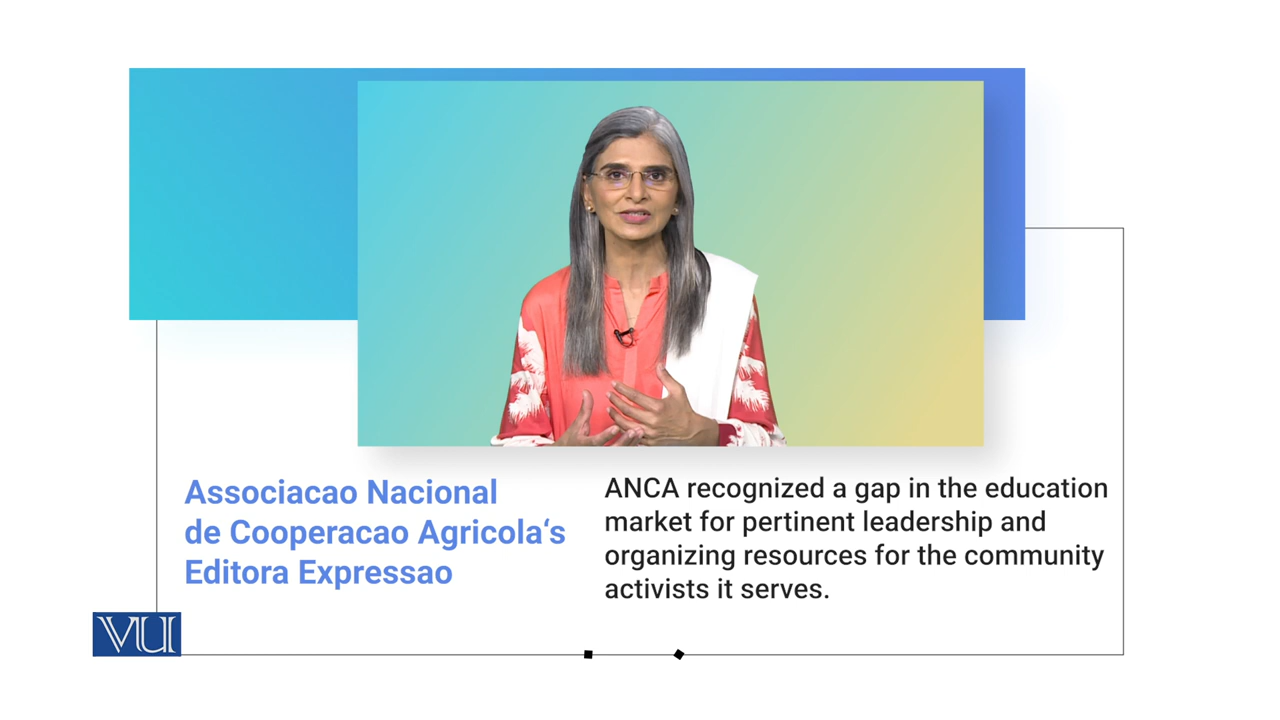 Associacao Nacional
de Cooperacao Agricola‘s
Editora Expressao
ANCA recognized a gap in the education
market for pertinent leadership and
organizing resources for the community
activists it serves.
VU